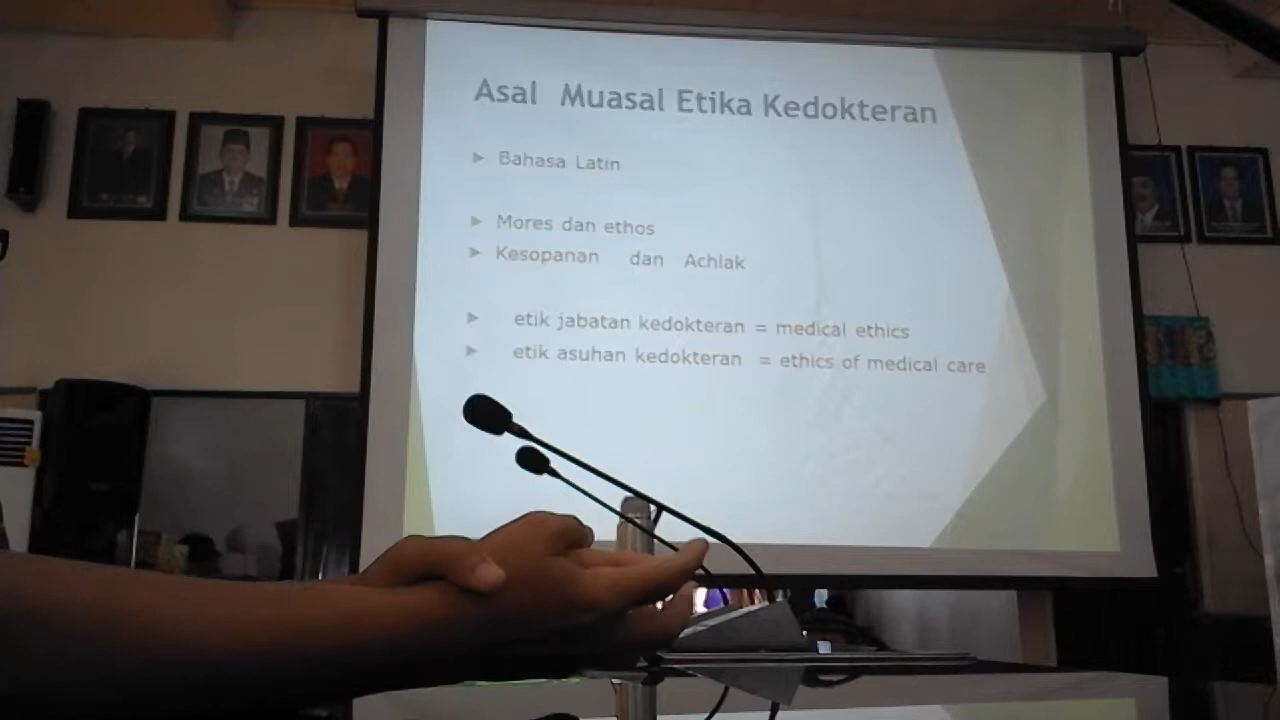 Asal Muasal Etika Kedokteran
Bahasa Latin
Mores dan ethos
Kesopanan dan Achlak
etik jabatan kedokteran = medical ethics
etik asuhan kedokteran = ethics of medical care